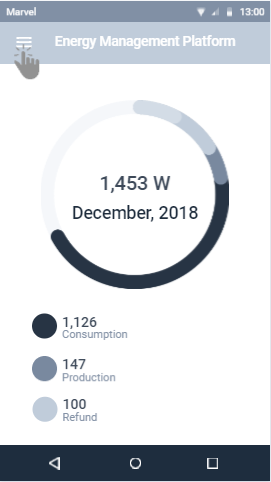 Marvel 13:00
Energy Management Platform
1,453 W
December, 2018
1,126
Consumption
147
Production
100
Refund